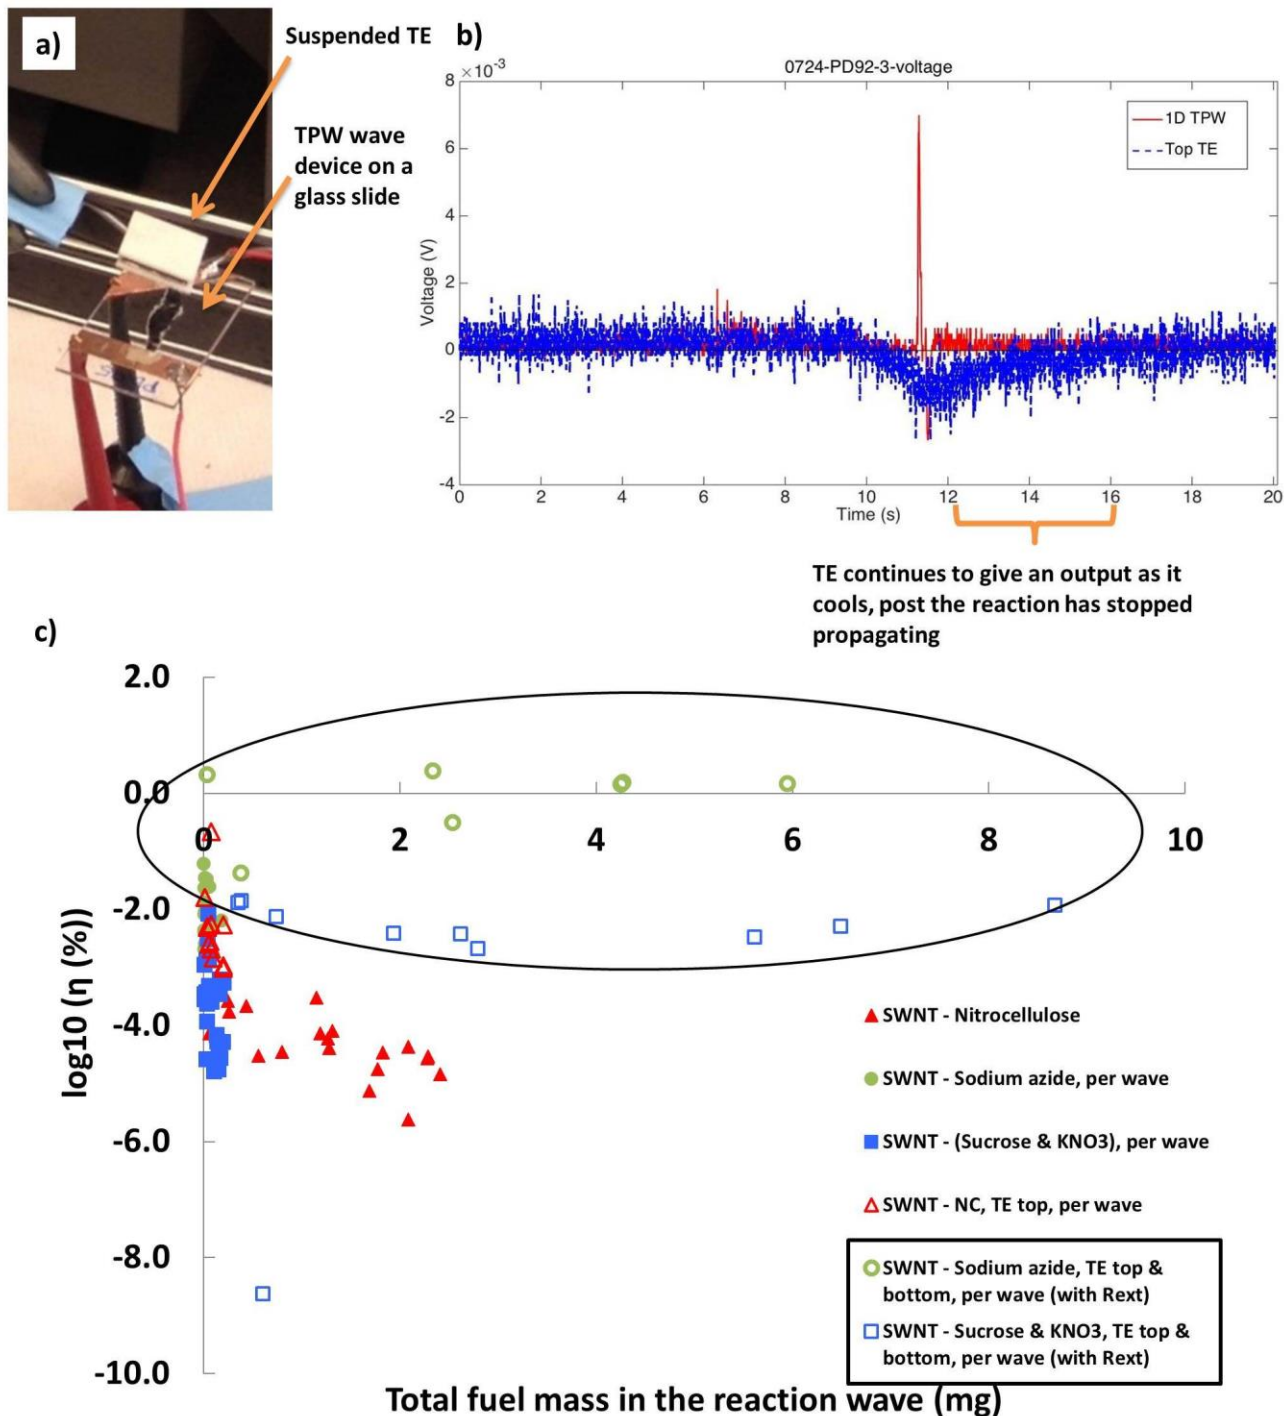 a)
Suspended TE
TPW wave
device on a
glass slide
b)
0724-PD92-3-voltage
×10⁻³
8
6
4
2
0
-2
-4
Voltage (V)
1D TPW
Top TE
0 2 4 6 8 10 12 14 16 18 20
Time (s)
TE continues to give an output as it
cools, post the reaction has stopped
propagating
c)
2.0
0.0
-2.0
-4.0
-6.0
-8.0
-10.0
log10 (η (%))
0 2 4 6 8 10
SWNT - Nitrocellulose
SWNT - Sodium azide, per wave
SWNT - (Sucrose & KNO3), per wave
SWNT - NC, TE top, per wave
SWNT - Sodium azide, TE top &
bottom, per wave (with Rext)
SWNT - Sucrose & KNO3, TE top &
bottom, per wave (with Rext)
Total fuel mass in the reaction wave (mg)